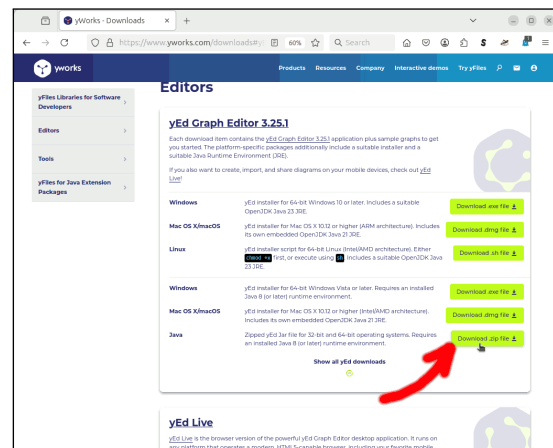 yWorks - Downloads
https://www.yworks.com/downloads#y
60%
Search
yworks
Products Resources Company Interactive demos Try yFiles
yFiles Libraries for Software
Developers
Editors
Tools
yFiles for Java Extension
Packages
Editors
yEd Graph Editor 3.25.1
Each download item contains the yEd Graph Editor 3.25.1 application plus sample graphs to get
you started. The platform-specific packages additionally include a suitable installer and a
suitable Java Runtime Environment (JRE).
If you also want to create, import, and share diagrams on your mobile devices, check out yEd
Live!
Windows yEd installer for 64-bit Windows 10 or later. Includes a suitable
OpenJDK Java 23 JRE.
Download .exe file
Mac OS X/macOS yEd installer for Mac OS X 10.12 or higher (ARM architecture). Includes
its own embedded OpenJDK Java 21 JRE.
Download .dmg file
Linux yEd installer script for 64-bit Linux (Intel/AMD architecture). Either
chmod +x first, or execute using sh. Includes a suitable OpenJDK Java
23 JRE.
Download .sh file
Windows yEd installer for 64-bit Windows Vista or later. Requires an installed
Java 8 (or later) runtime environment.
Download .exe file
Mac OS X/macOS yEd installer for Mac OS X 10.12 or higher (Intel/AMD architecture).
Includes its own embedded OpenJDK Java 21 JRE.
Download .dmg file
Java Zipped yEd Jar file for 32-bit and 64-bit operating systems. Requires
an installed Java 8 (or later) runtime environment.
Download .zip file
Show all yEd downloads
yEd Live
yEd Live is the browser version of the powerful yEd Graph Editor desktop application. It runs on
any platform that operates a modern, HTML5-capable browser, including your favorite mobile